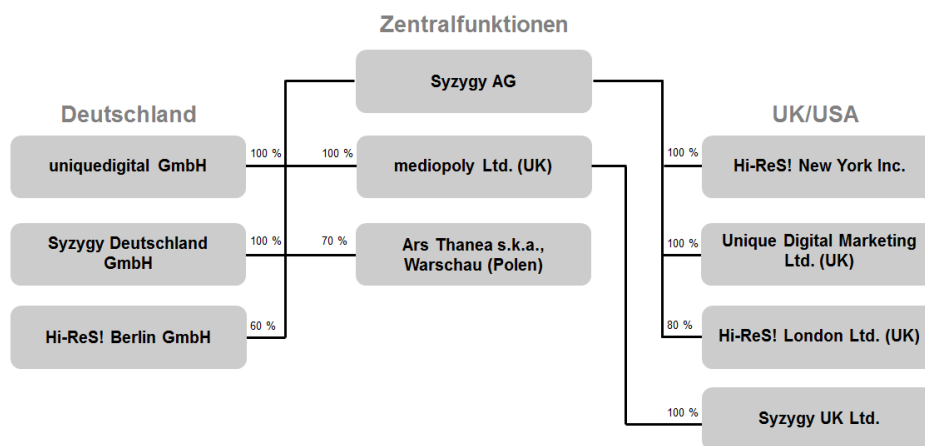 Zentralfunktionen
Syzygy AG
Deutschland
UK/USA
uniquedigital GmbH
100 %
100 %
mediopoly Ltd. (UK)
100 %
Hi-ReS! New York Inc.
Syzygy Deutschland
GmbH
100 %
70 %
Ars Thanea s.k.a.,
Warschau (Polen)
100 %
Unique Digital Marketing
Ltd. (UK)
Hi-ReS! Berlin GmbH
60 %
80 %
Hi-ReS! London Ltd. (UK)
100 %
Syzygy UK Ltd.